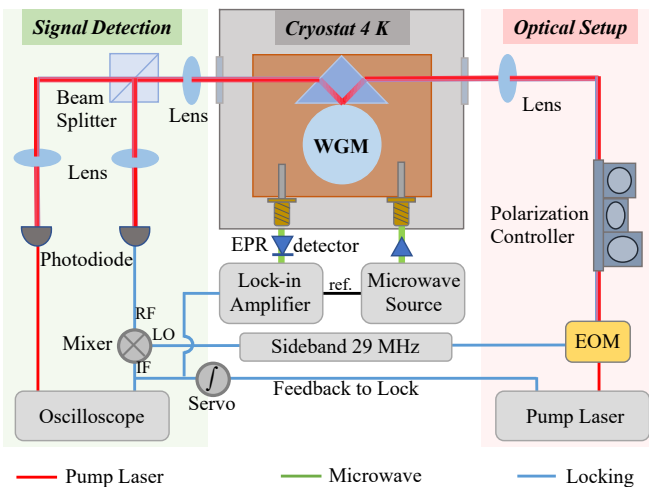 Signal Detection
Cryostat 4 K
Optical Setup
Beam
Splitter
Lens
Lens
WGM
Lens
Polarization
Controller
Photodiode
EPR
detector
Lock-in
Amplifier
ref.
Microwave
Source
RF
LO
Mixer
IF
Sideband 29 MHz
EOM
∫
Servo
Feedback to Lock
Oscilloscope
Pump Laser
Pump Laser
Microwave
Locking